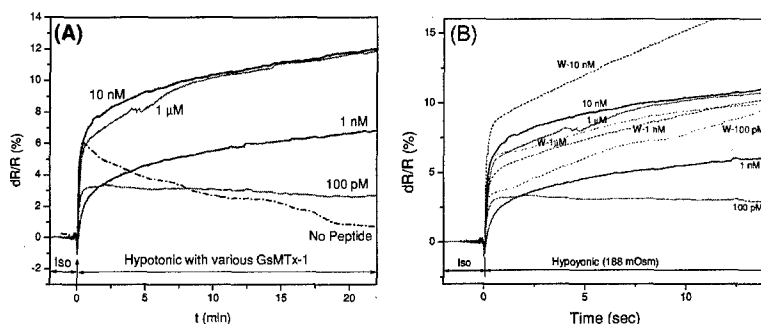 (A)
14
12
10
8
6
4
2
0
-2
dR/R (%)
10 nM
1 µM
1 nM
100 pM
No Peptide
Iso
Hypotonic with various GsMTx-1
0
5
10
15
20
t (min)
(B)
15
10
5
0
dR/R (%)
W-10 nM
10 nM
1 µM
W-1µM
W-1 nM
W-100 pM
1 nM
100 pM
Iso
Hypoyonic (188 mOsm)
0
5
10
Time (sec)